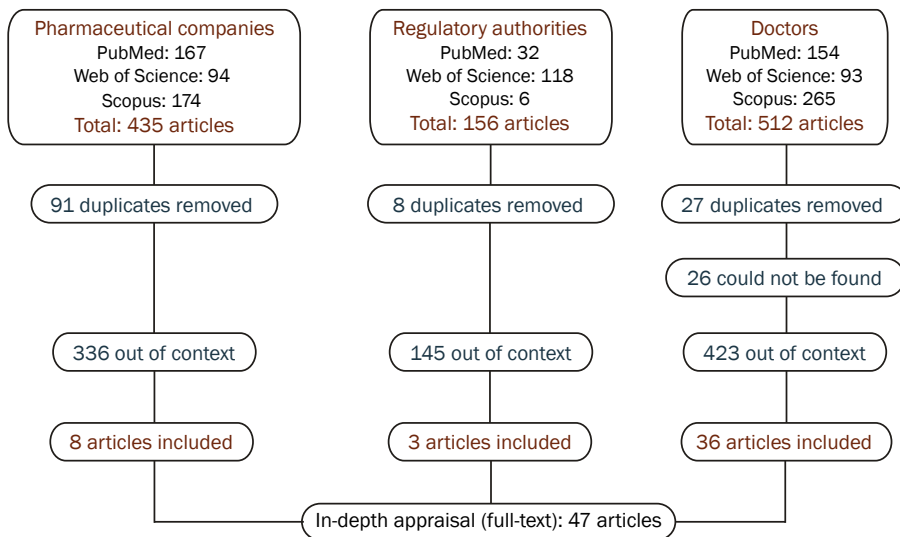 Pharmaceutical companies
PubMed: 167
Web of Science: 94
Scopus: 174
Total: 435 articles
91 duplicates removed
336 out of context
8 articles included
Regulatory authorities
PubMed: 32
Web of Science: 118
Scopus: 6
Total: 156 articles
8 duplicates removed
145 out of context
3 articles included
Doctors
PubMed: 154
Web of Science: 93
Scopus: 265
Total: 512 articles
27 duplicates removed
26 could not be found
423 out of context
36 articles included
In-depth appraisal (full-text): 47 articles